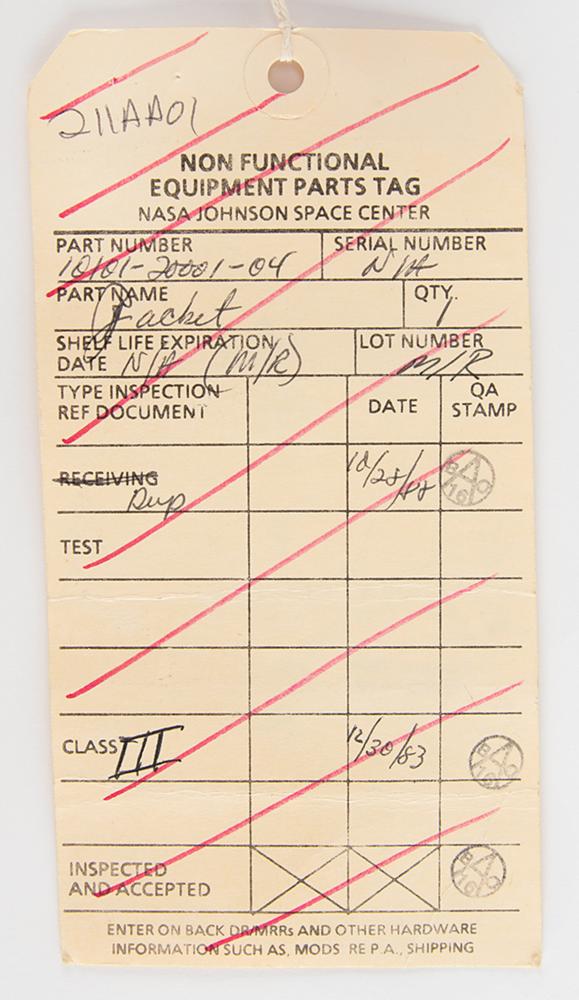 211AA01
NON FUNCTIONAL
EQUIPMENT PARTS TAG
NASA JOHNSON SPACE CENTER
PART NUMBER SERIAL NUMBER
10101-20001-04 N/A
PART NAME QTY.
Jacket 1
SHELF LIFE EXPIRATION LOT NUMBER
DATE N/A (M/R) M/R
TYPE INSPECTION
REF DOCUMENT DATE QA
STAMP
RECEIVING 10/28/88
TEST
CLASS III 12/30/83
INSPECTED
AND ACCEPTED
ENTER ON BACK DR/MRRs AND OTHER HARDWARE
INFORMATION SUCH AS, MODS RE P.A., SHIPPING